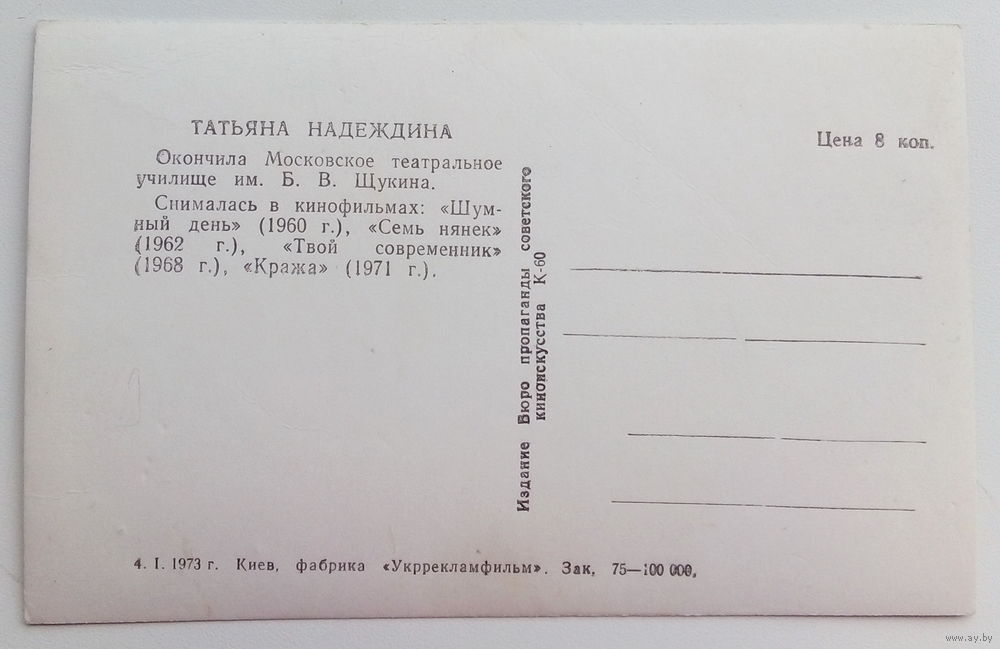 ТАТЬЯНА НАДЕЖДИНА
Окончила Московское театральное
училище им. Б. В. Щукина.
Снималась в кинофильмах: «Шум-
ный день» (1960 г.), «Семь нянек»
(1962 г.), «Твой современник»
(1968 г.), «Кража» (1971 г.).
Издание Бюро пропаганды советского
киноискусства К-60
Цена 8 коп.
4. I. 1973 г. Киев, фабрика «Укррекламфильм». Зак. 75—100 000.
www.ay.by